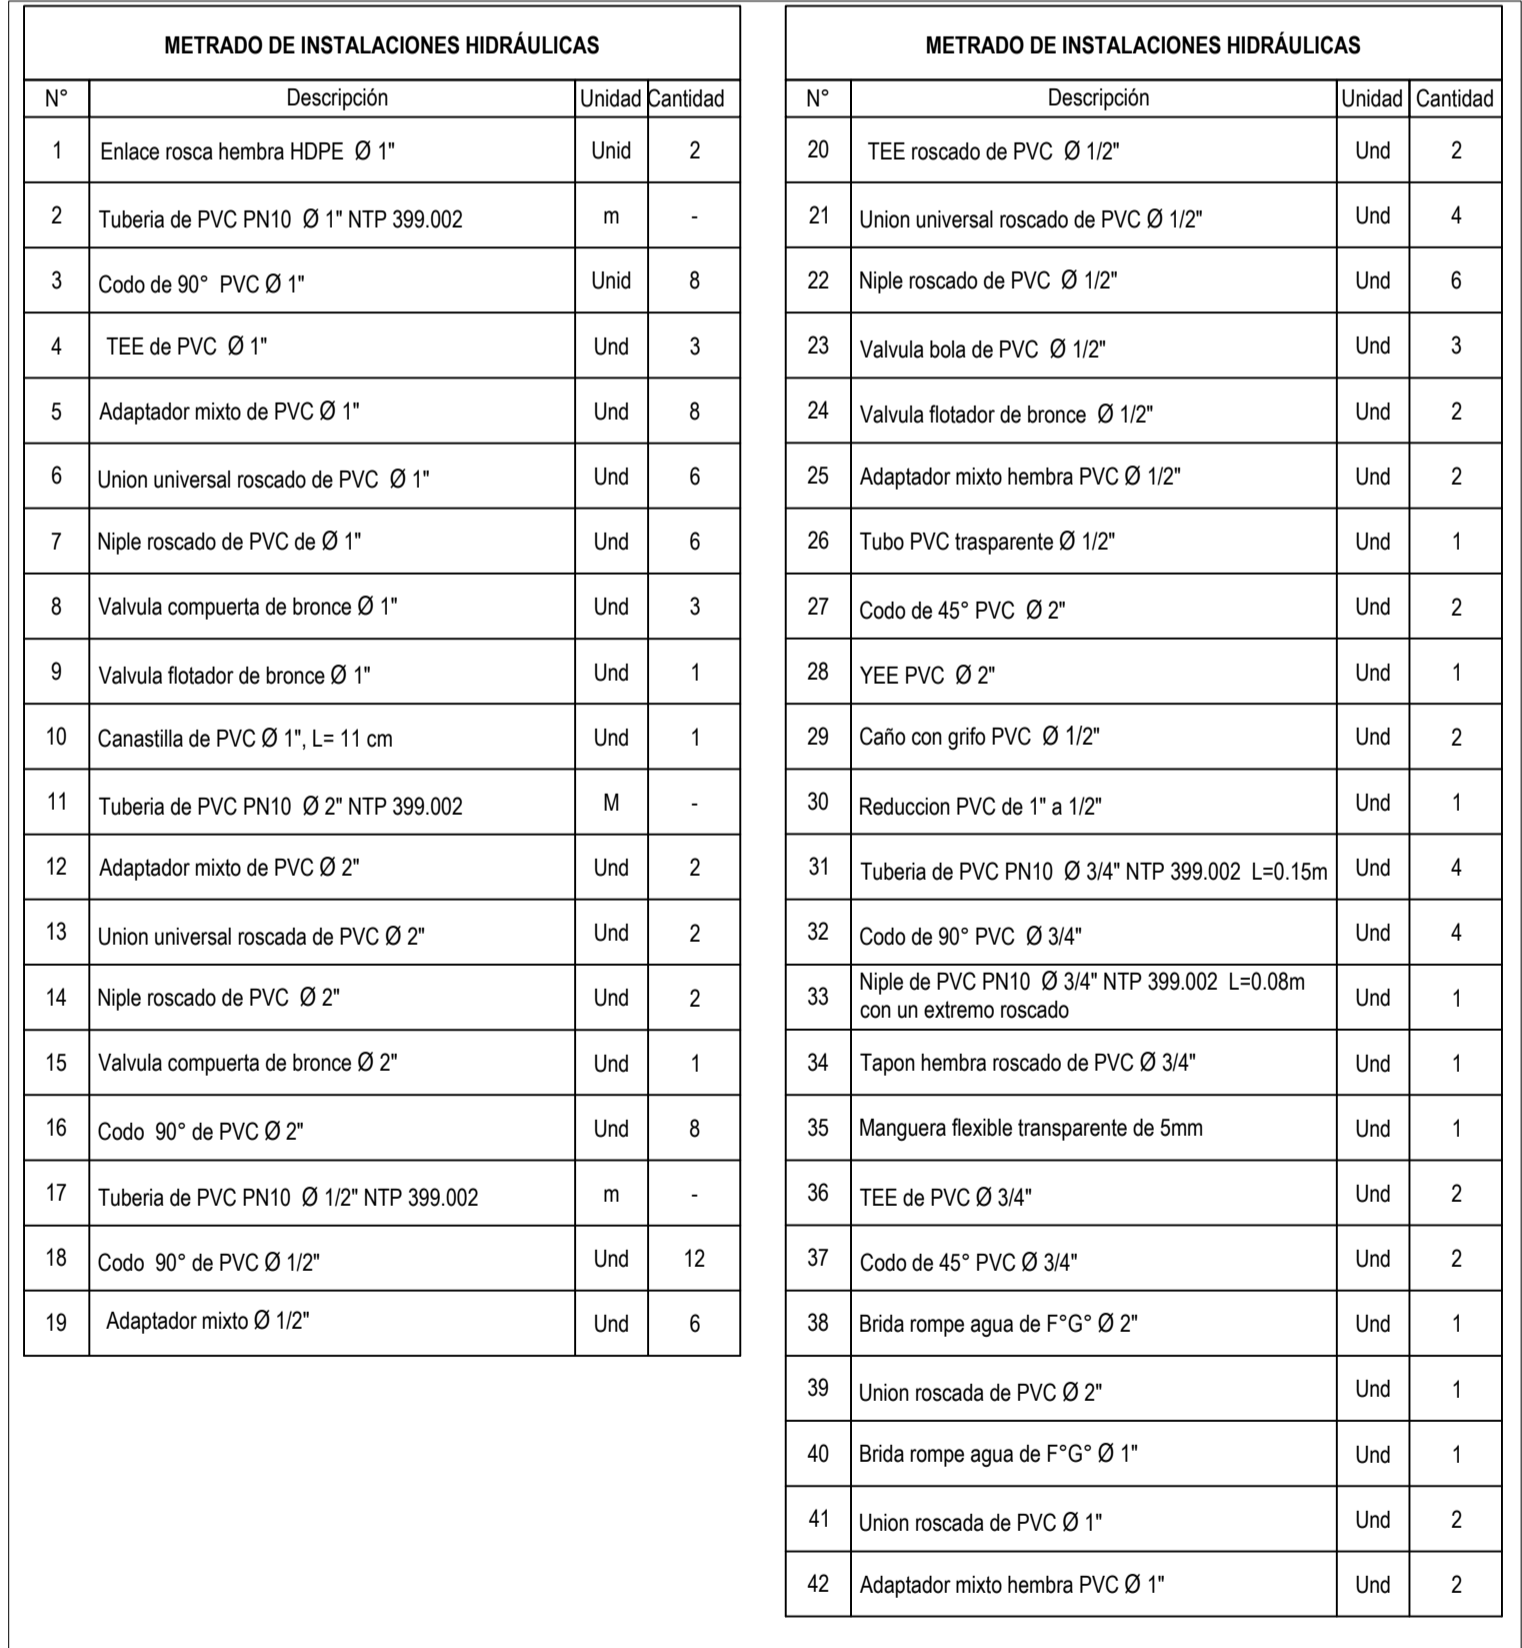 METRADO DE INSTALACIONES HIDRÁULICAS
N° Descripción Unidad Cantidad
1 Enlace rosca hembra HDPE Ø 1" Unid 2
2 Tuberia de PVC PN10 Ø 1" NTP 399.002 m -
3 Codo de 90° PVC Ø 1" Unid 8
4 TEE de PVC Ø 1" Und 3
5 Adaptador mixto de PVC Ø 1" Und 8
6 Union universal roscado de PVC Ø 1" Und 6
7 Niple roscado de PVC de Ø 1" Und 6
8 Valvula compuerta de bronce Ø 1" Und 3
9 Valvula flotador de bronce Ø 1" Und 1
10 Canastilla de PVC Ø 1", L= 11 cm Und 1
11 Tuberia de PVC PN10 Ø 2" NTP 399.002 M -
12 Adaptador mixto de PVC Ø 2" Und 2
13 Union universal roscada de PVC Ø 2" Und 2
14 Niple roscado de PVC Ø 2" Und 2
15 Valvula compuerta de bronce Ø 2" Und 1
16 Codo 90° de PVC Ø 2" Und 8
17 Tuberia de PVC PN10 Ø 1/2" NTP 399.002 m -
18 Codo 90° de PVC Ø 1/2" Und 12
19 Adaptador mixto Ø 1/2" Und 6
METRADO DE INSTALACIONES HIDRÁULICAS
N° Descripción Unidad Cantidad
20 TEE roscado de PVC Ø 1/2" Und 2
21 Union universal roscado de PVC Ø 1/2" Und 4
22 Niple roscado de PVC Ø 1/2" Und 6
23 Valvula bola de PVC Ø 1/2" Und 3
24 Valvula flotador de bronce Ø 1/2" Und 2
25 Adaptador mixto hembra PVC Ø 1/2" Und 2
26 Tubo PVC trasparente Ø 1/2" Und 1
27 Codo de 45° PVC Ø 2" Und 2
28 YEE PVC Ø 2" Und 1
29 Caño con grifo PVC Ø 1/2" Und 2
30 Reduccion PVC de 1" a 1/2" Und 1
31 Tuberia de PVC PN10 Ø 3/4" NTP 399.002 L=0.15m Und 4
32 Codo de 90° PVC Ø 3/4" Und 4
33 Niple de PVC PN10 Ø 3/4" NTP 399.002 L=0.08m
con un extremo roscado Und 1
34 Tapon hembra roscado de PVC Ø 3/4" Und 1
35 Manguera flexible transparente de 5mm Und 1
36 TEE de PVC Ø 3/4" Und 2
37 Codo de 45° PVC Ø 3/4" Und 2
38 Brida rompe agua de F°G° Ø 2" Und 1
39 Union roscada de PVC Ø 2" Und 1
40 Brida rompe agua de F°G° Ø 1" Und 1
41 Union roscada de PVC Ø 1" Und 2
42 Adaptador mixto hembra PVC Ø 1" Und 2